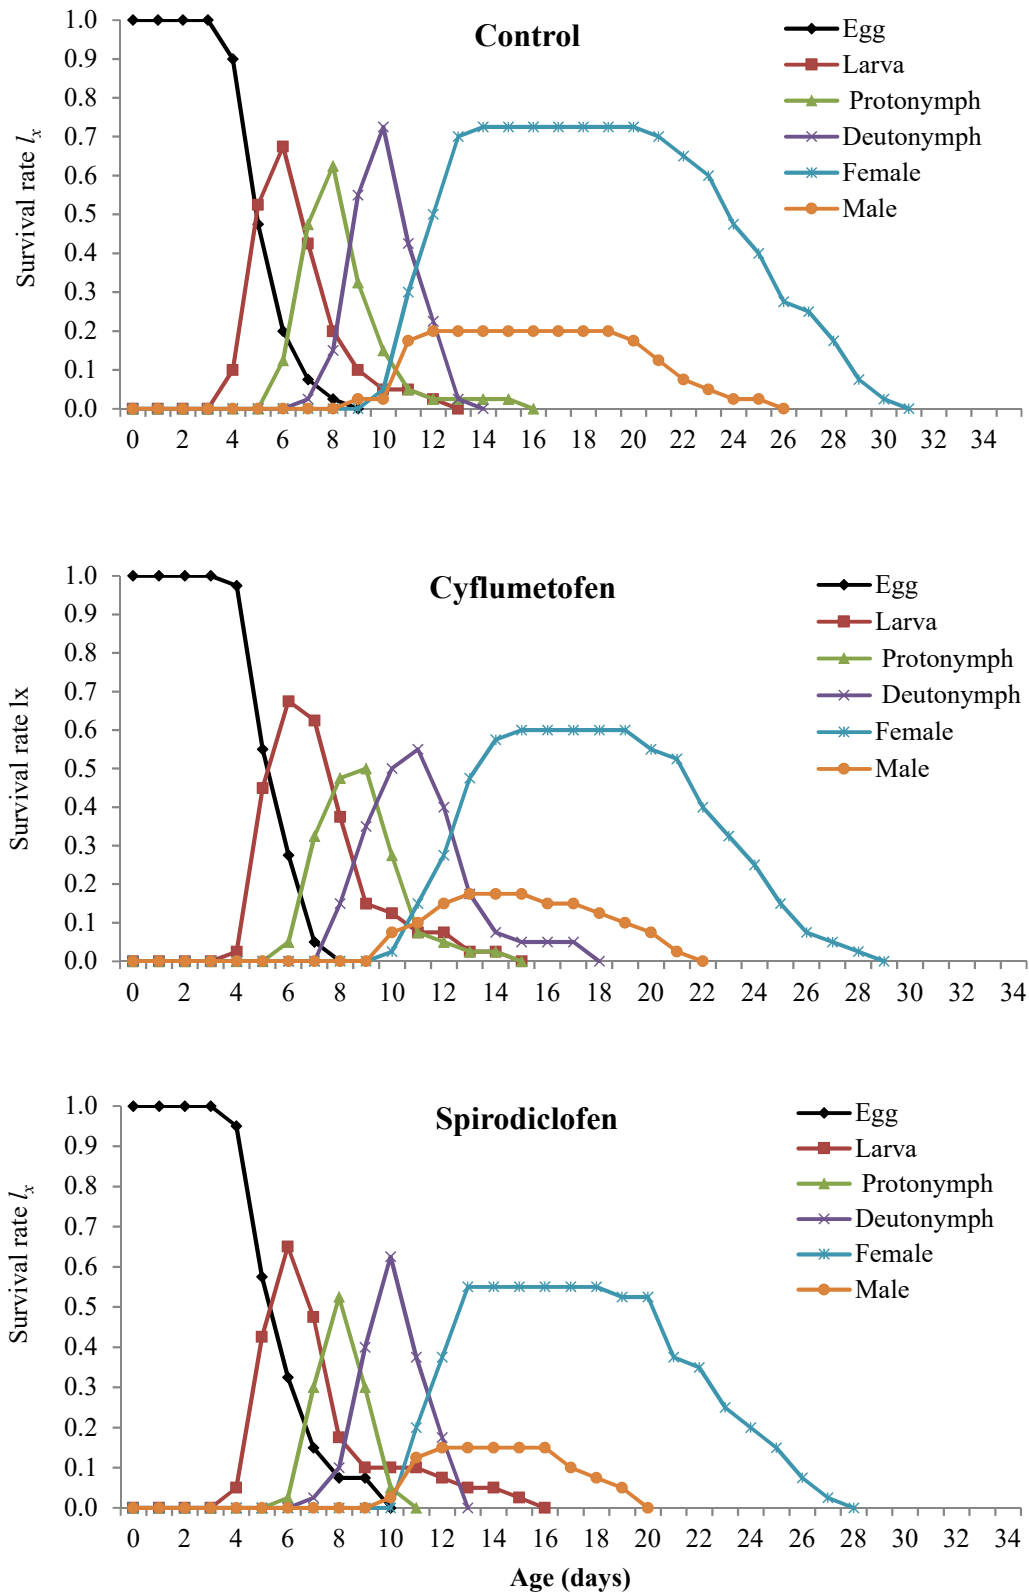 Control
Egg
Larva
Protonymph
Deutonymph
Female
Male
Survival rate lx
1.0
0.9
0.8
0.7
0.6
0.5
0.4
0.3
0.2
0.1
0.0
0 2 4 6 8 10 12 14 16 18 20 22 24 26 28 30 32 34
Cyflumetofen
Egg
Larva
Protonymph
Deutonymph
Female
Male
Survival rate lx
1.0
0.9
0.8
0.7
0.6
0.5
0.4
0.3
0.2
0.1
0.0
0 2 4 6 8 10 12 14 16 18 20 22 24 26 28 30 32 34
Spirodiclofen
Egg
Larva
Protonymph
Deutonymph
Female
Male
Survival rate lx
1.0
0.9
0.8
0.7
0.6
0.5
0.4
0.3
0.2
0.1
0.0
0 2 4 6 8 10 12 14 16 18 20 22 24 26 28 30 32 34
Age (days)